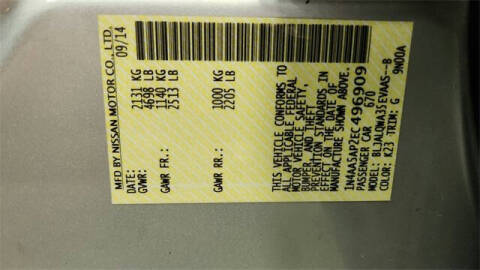 MFD BY NISSAN MOTOR CO., LTD.
09/14
GVWR: 2131 KG
4698 LB
GAWR FR.: 1140 KG
2513 LB
GAWR RR.: 1000 KG
2205 LB
THIS VEHICLE CONFORMS TO
ALL APPLICABLE FEDERAL
MOTOR VEHICLE SAFETY,
BUMPER, AND THEFT
PREVENTION STANDARDS IN
EFFECT ON THE DATE OF
MANUFACTURE SHOWN ABOVE.
1N4AA5AP2EC496909
PASSENGER CAR 670
MODEL: BLJALQWA35EVAAS--B
COLOR: K23 TRIM: G 9N00A